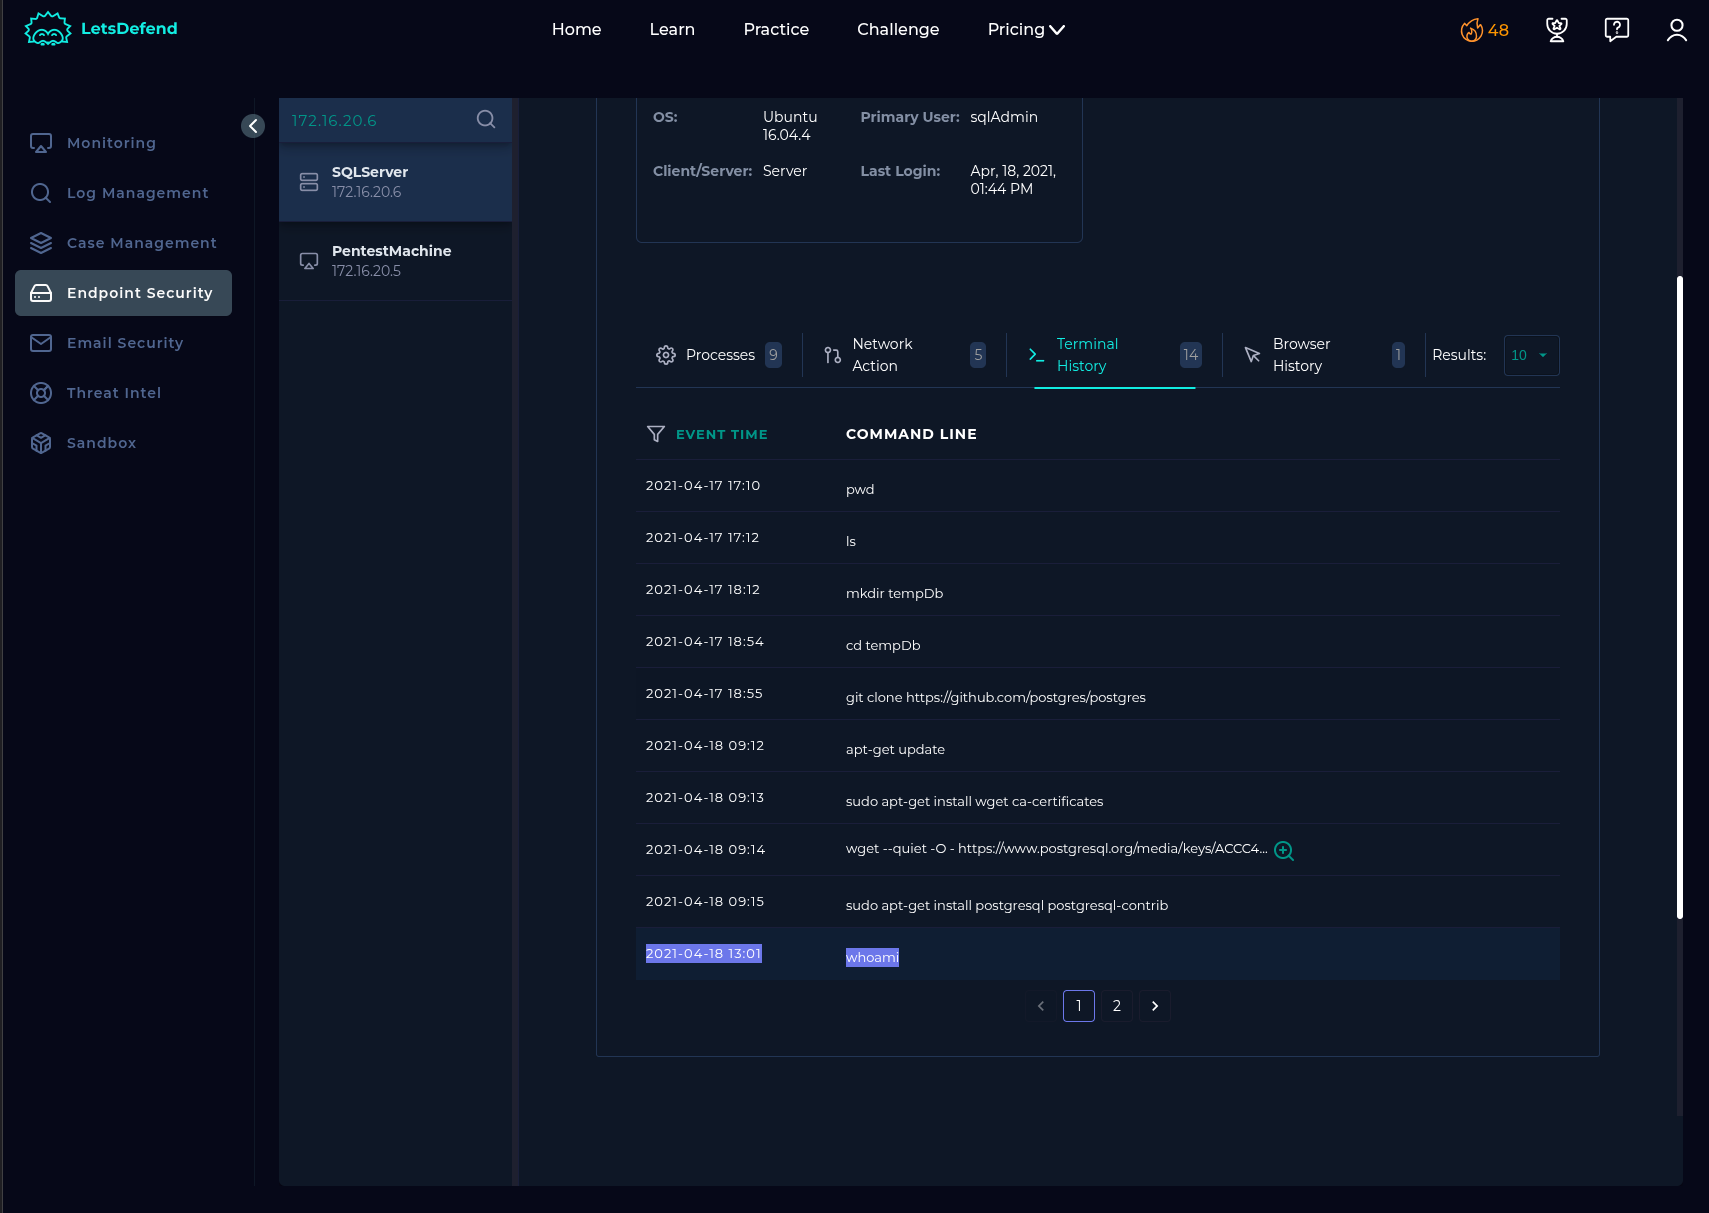 LetsDefend
Home Learn Practice Challenge Pricing
48
Monitoring
Log Management
Case Management
Endpoint Security
Email Security
Threat Intel
Sandbox
172.16.20.6
SQLServer
172.16.20.6
PentestMachine
172.16.20.5
OS: Ubuntu 16.04.4 Primary User: sqlAdmin
Client/Server: Server Last Login: Apr, 18, 2021, 01:44 PM
Processes 9 Network Action 5 Terminal History 14 Browser History 1 Results: 10
EVENT TIME COMMAND LINE
2021-04-17 17:10 pwd
2021-04-17 17:12 ls
2021-04-17 18:12 mkdir tempDb
2021-04-17 18:54 cd tempDb
2021-04-17 18:55 git clone https://github.com/postgres/postgres
2021-04-18 09:12 apt-get update
2021-04-18 09:13 sudo apt-get install wget ca-certificates
2021-04-18 09:14 wget --quiet -O - https://www.postgresql.org/media/keys/ACCC4...
2021-04-18 09:15 sudo apt-get install postgresql postgresql-contrib
2021-04-18 13:01 whoami
1 2